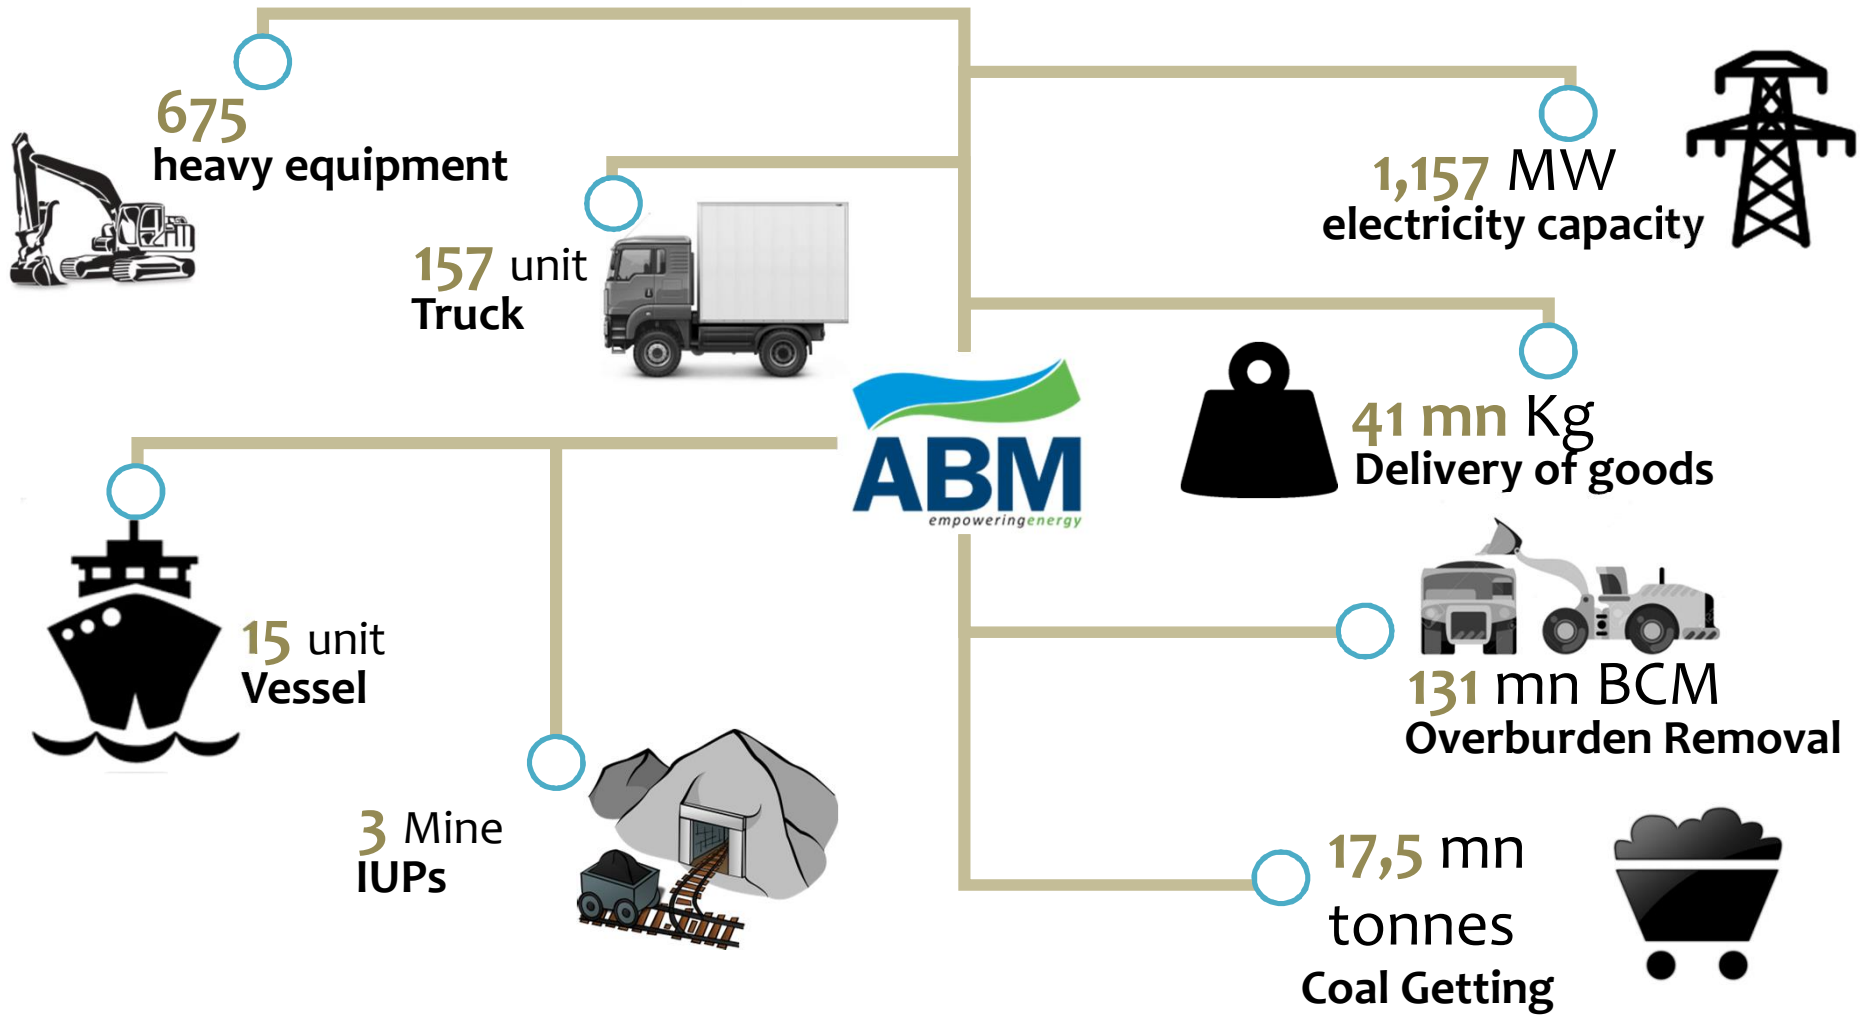 675
heavy equipment
157 unit
Truck
1,157 MW
electricity capacity
41 mn Kg
Delivery of goods
ABM
empoweringenergy
15 unit
Vessel
3 Mine
IUPs
131 mn BCM
Overburden Removal
17,5 mn
tonnes
Coal Getting